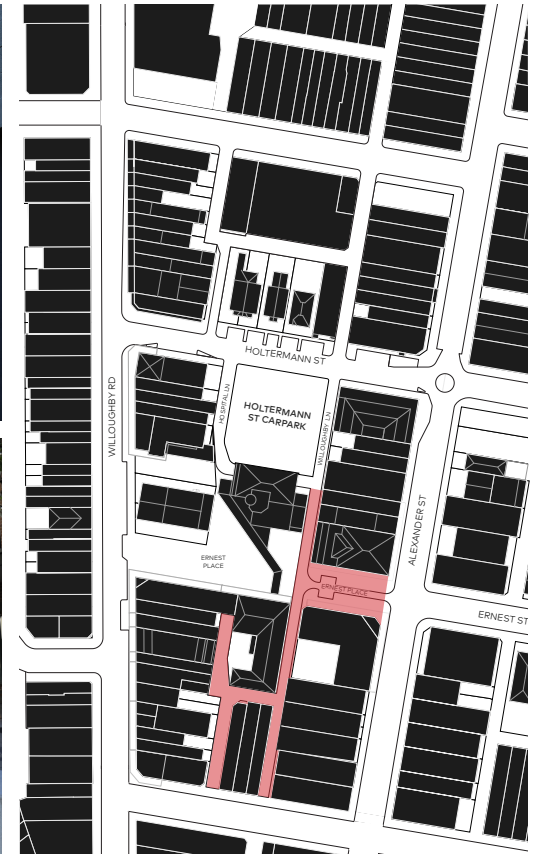 HOLTERMANN ST
WILLOUGHBY RD
HOSPITAL LN
HOLTERMANN
ST CARPARK
WILLOUGHBY LN
ALEXANDER ST
ERNEST
PLACE
ERNEST PLACE
ERNEST ST